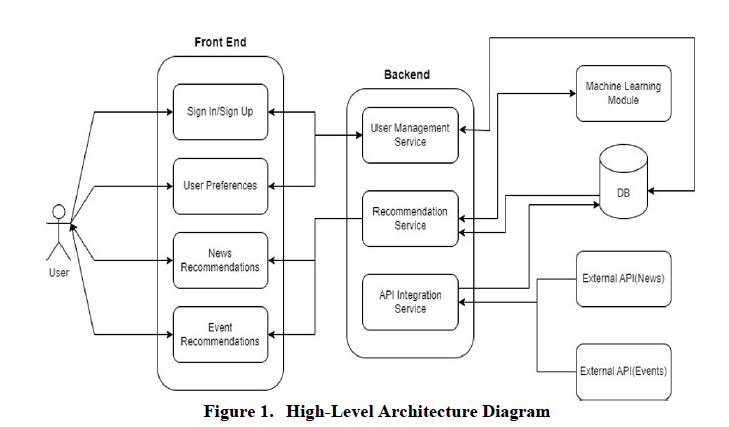 Front End
Backend
Sign In/Sign Up
User Preferences
News
Recommendations
Event
Recommendations
User
User Management
Service
Recommendation
Service
API Integration
Service
Machine Learning
Module
DB
External API(News)
External API(Events)
Figure 1. High-Level Architecture Diagram